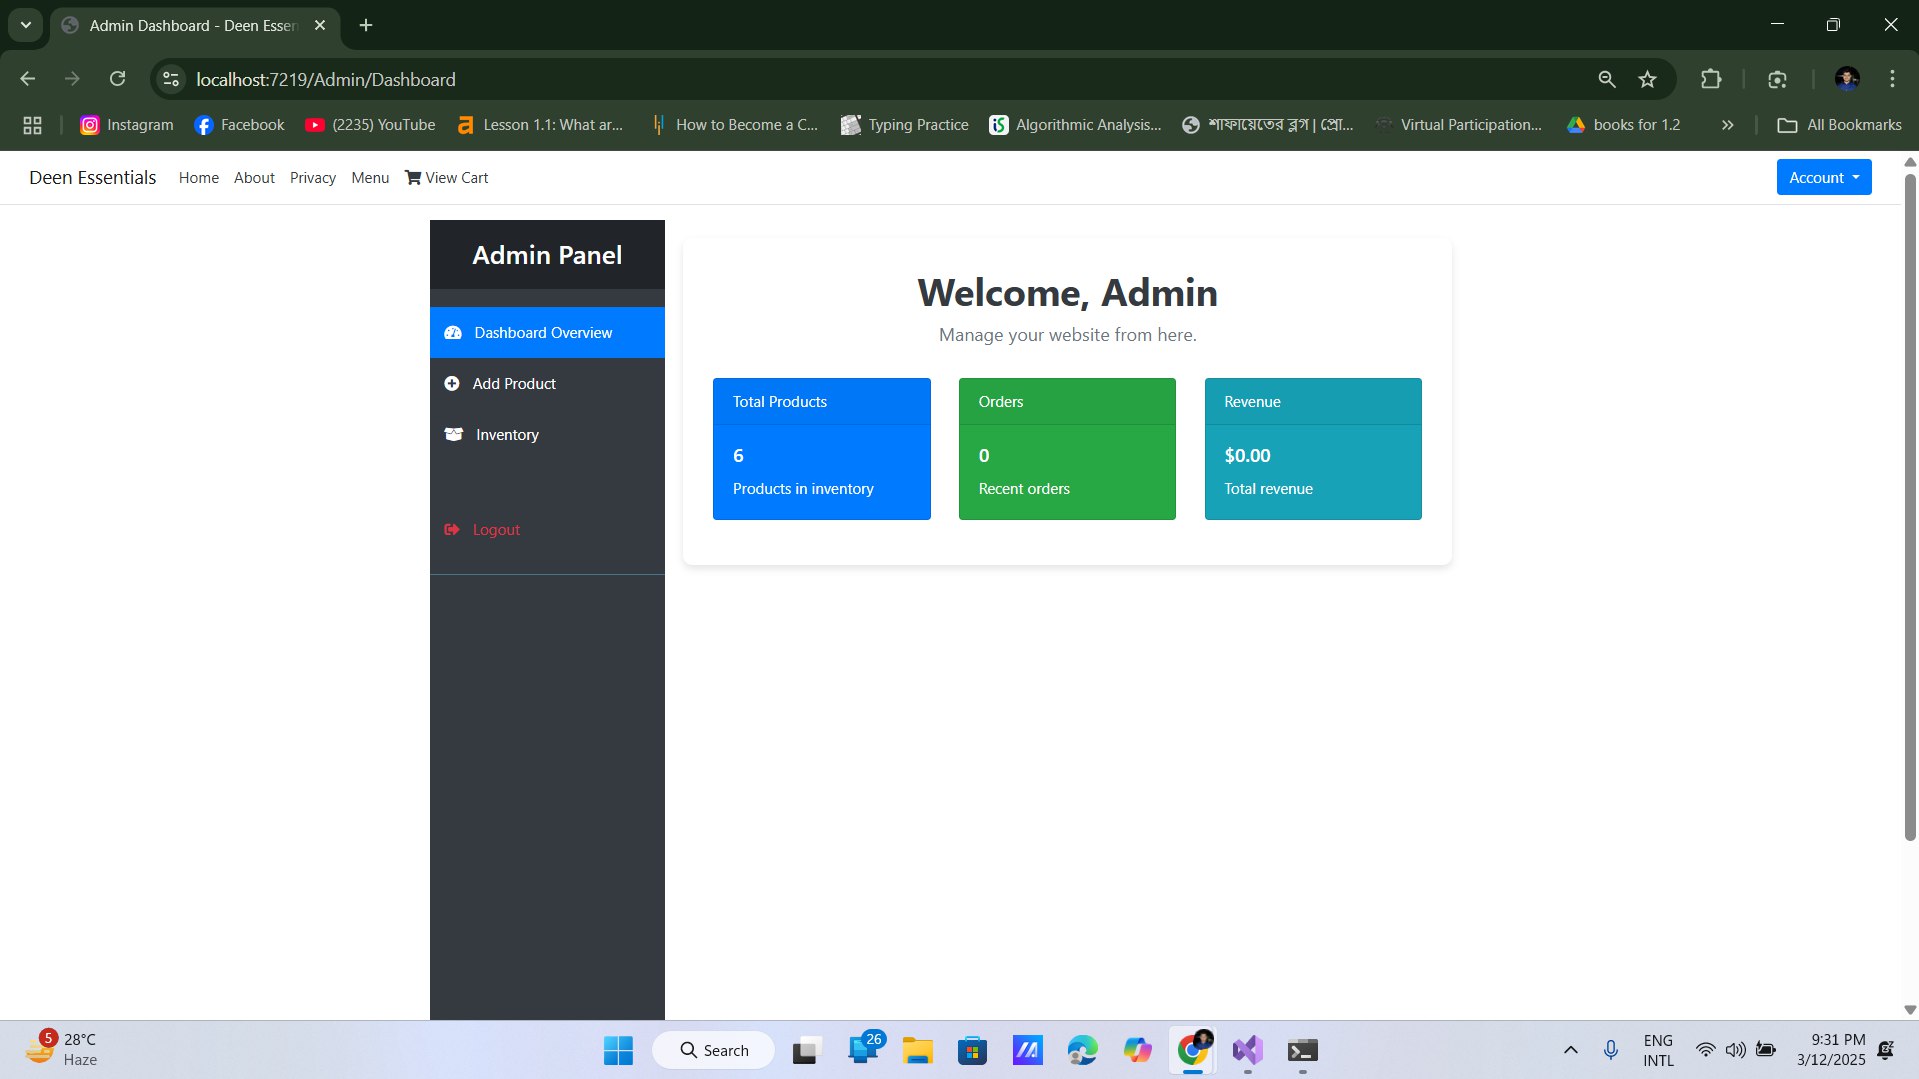 Admin Dashboard - Deen Essen
localhost:7219/Admin/Dashboard
Instagram
Facebook
(2235) YouTube
Lesson 1.1: What ar...
How to Become a C...
Typing Practice
Algorithmic Analysis...
শাফায়েতের ব্লগ | প্রো...
Virtual Participation...
books for 1.2
All Bookmarks
Deen Essentials
Home
About
Privacy
Menu
View Cart
Account
Admin Panel
Dashboard Overview
Add Product
Inventory
Logout
Welcome, Admin
Manage your website from here.
Total Products
6
Products in inventory
Orders
0
Recent orders
Revenue
$0.00
Total revenue
5
28°C
Haze
Search
26
ENG
INTL
9:31 PM
3/12/2025